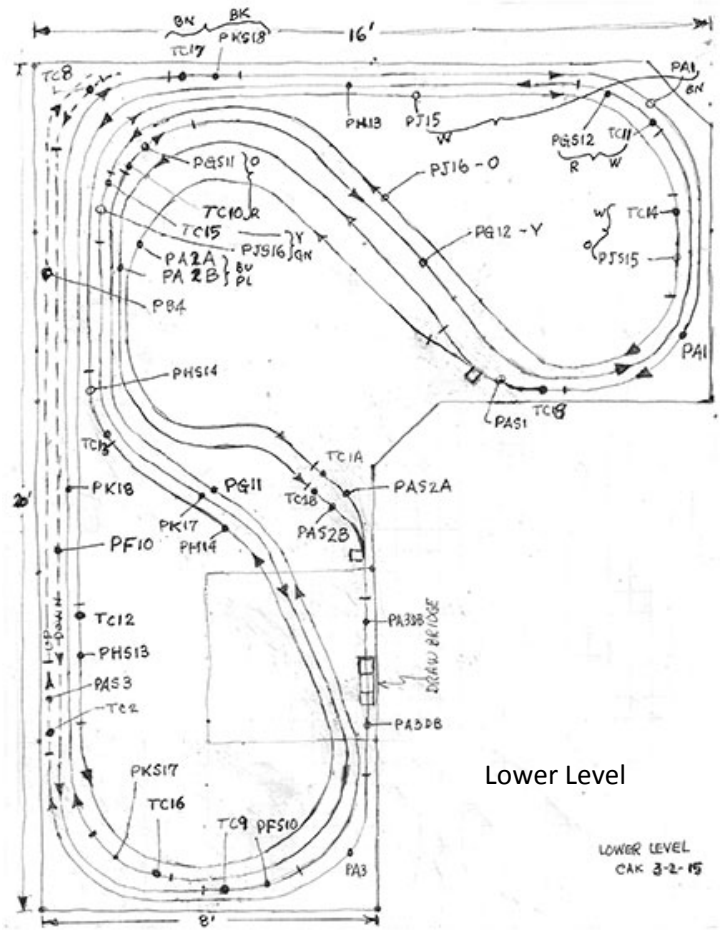 BN BK
16'
TC17 PKS18
TC8
PA1
BN
PH13
PJ15
W
PGS12
TC11
R W
PGS11
O
PJ16-O
TC10
R
TC15
Y
PJS16
GN
W
TC14
O
PJS15
PG12-Y
PA2A
BU
PA2B
PL
PB4
PA1
PHS14
PAS1
TC18
TC13
TC1A
PK18
PG11
TC1B
PAS2A
20'
PK17
PAS2B
PH14
PF10
UP
DOWN
TC12
PA3DB
PHS13
DRAW BRIDGE
PAS3
TC2
PA3DB
Lower Level
PKS17
TC16
TC9
PFS10
PA3
LOWER LEVEL
CAK 3-2-15
8'